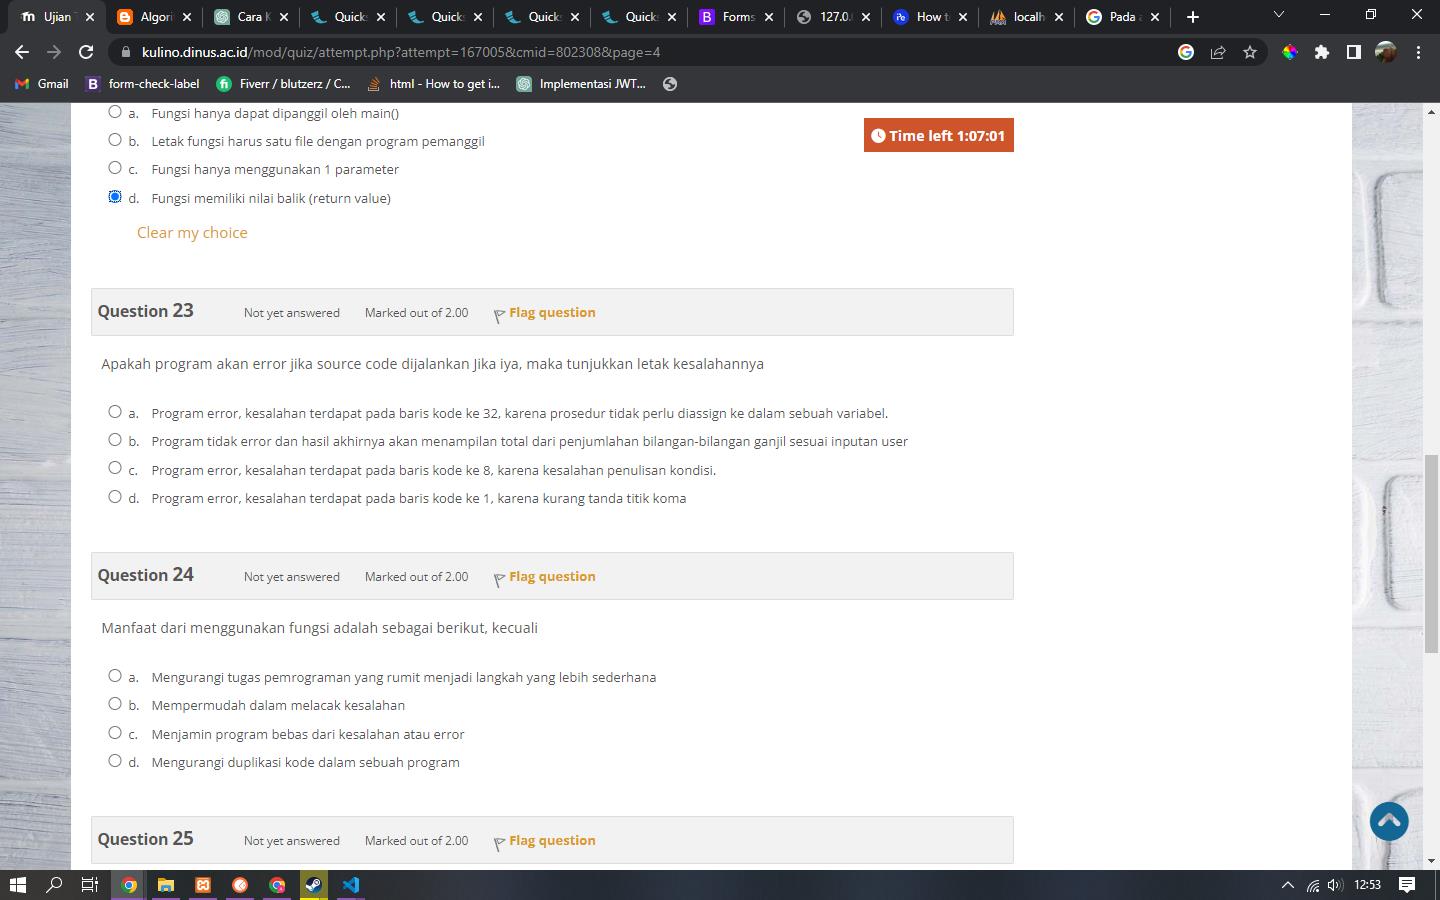 Ujian
Algori
Cara K
Quick
Quick
Quick
Quick
Forms
127.0.
How t
localh
Pada
kulino.dinus.ac.id/mod/quiz/attempt.php?attempt=167005&cmid=802308&page=4
Gmail
form-check-label
Fiverr / blutzerz / C...
html - How to get i...
Implementasi JWT...
a. Fungsi hanya dapat dipanggil oleh main()
Time left 1:07:01
b. Letak fungsi harus satu file dengan program pemanggil
c. Fungsi hanya menggunakan 1 parameter
d. Fungsi memiliki nilai balik (return value)
Clear my choice
Question 23 Not yet answered Marked out of 2.00 Flag question
Apakah program akan error jika source code dijalankan Jika iya, maka tunjukkan letak kesalahannya
a. Program error, kesalahan terdapat pada baris kode ke 32, karena prosedur tidak perlu diassign ke dalam sebuah variabel.
b. Program tidak error dan hasil akhirnya akan menampilan total dari penjumlahan bilangan-bilangan ganjil sesuai inputan user
c. Program error, kesalahan terdapat pada baris kode ke 8, karena kesalahan penulisan kondisi.
d. Program error, kesalahan terdapat pada baris kode ke 1, karena kurang tanda titik koma
Question 24 Not yet answered Marked out of 2.00 Flag question
Manfaat dari menggunakan fungsi adalah sebagai berikut, kecuali
a. Mengurangi tugas pemrograman yang rumit menjadi langkah yang lebih sederhana
b. Mempermudah dalam melacak kesalahan
c. Menjamin program bebas dari kesalahan atau error
d. Mengurangi duplikasi kode dalam sebuah program
Question 25 Not yet answered Marked out of 2.00 Flag question
12:53